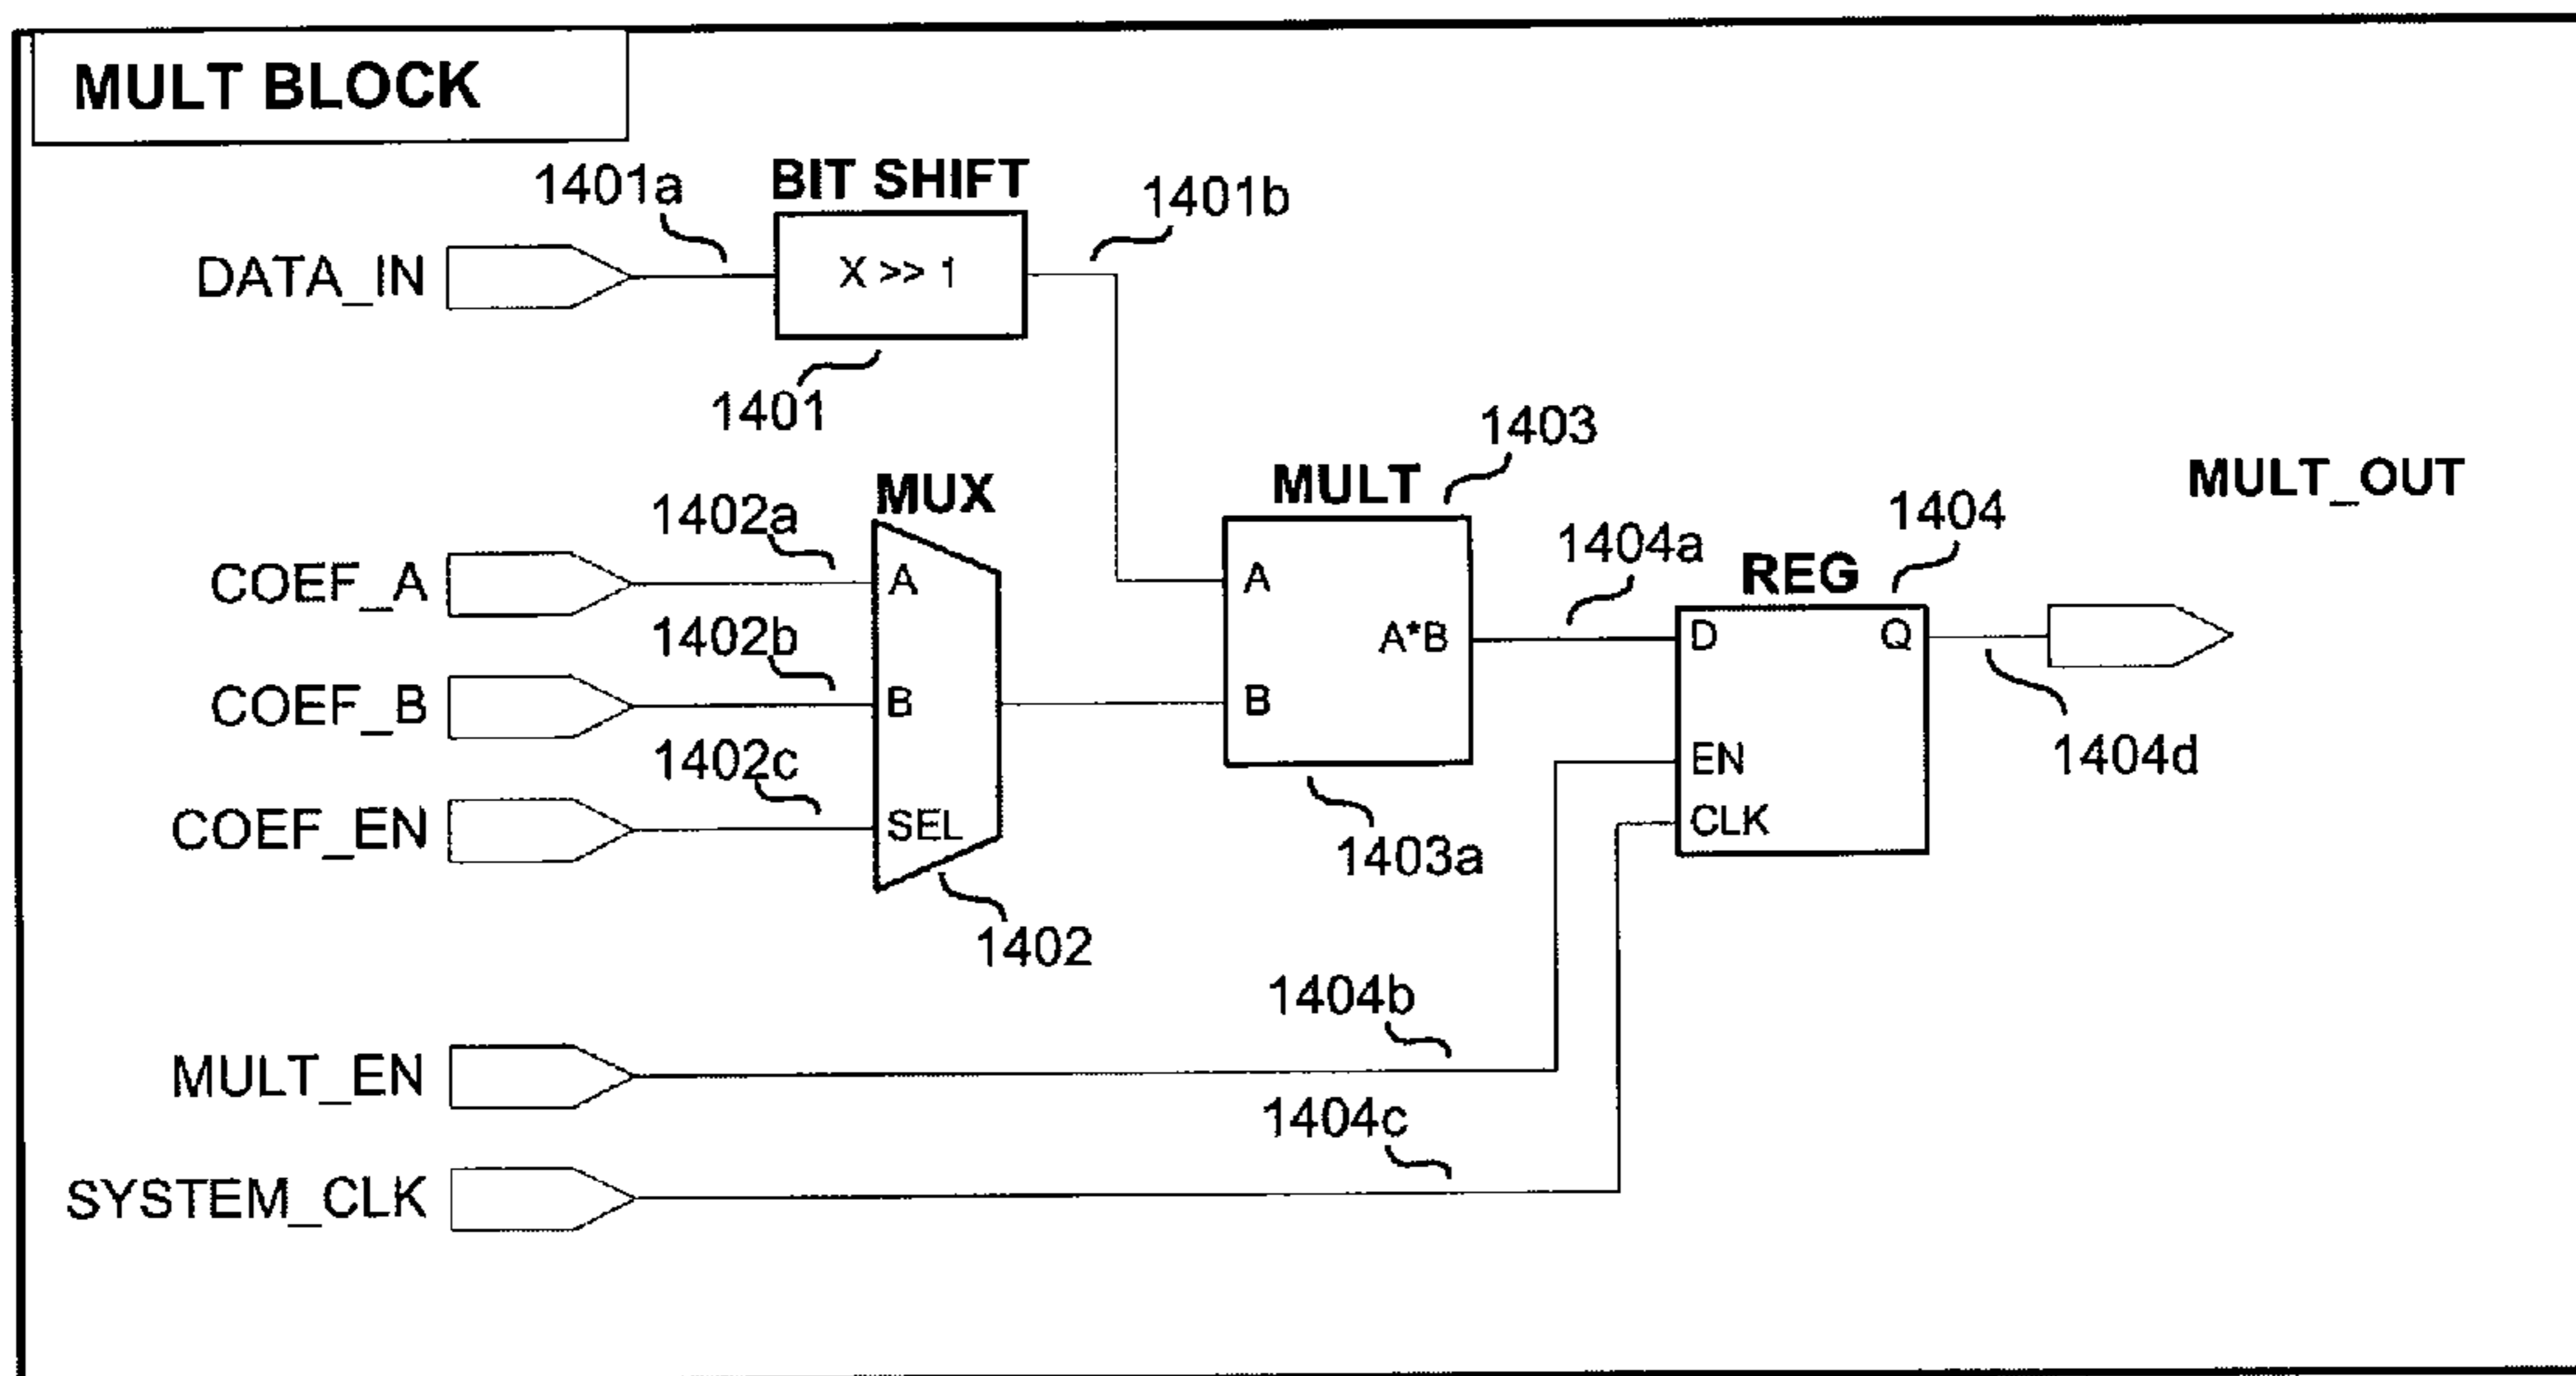 MULT BLOCK
1401a
BIT SHIFT
1401b
DATA_IN
X >> 1
1401
1403
MULT_OUT
MUX
MULT
1404
1402a
1404a
REG
COEF_A
A
A
1402b
A*B
D
Q
COEF_B
B
B
1402c
EN
1404d
COEF_EN
SEL
CLK
1403a
1402
1404b
MULT_EN
1404c
SYSTEM_CLK